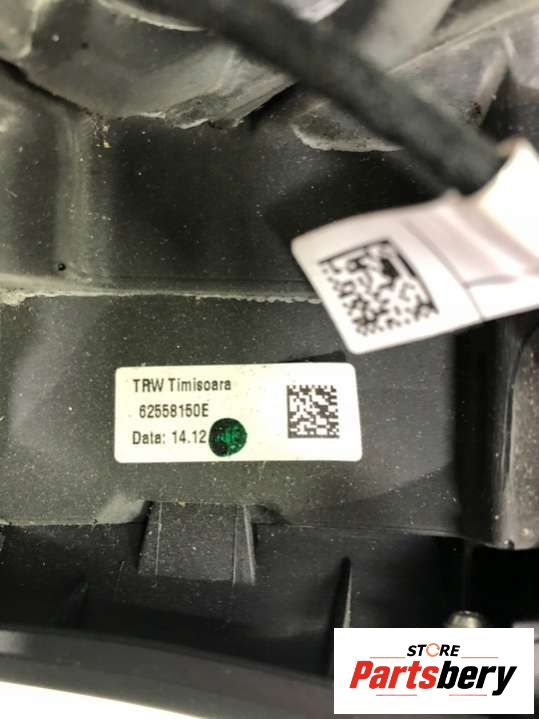 TRW Timisoara
62558150E
Data: 14.12
STORE
Partsbery